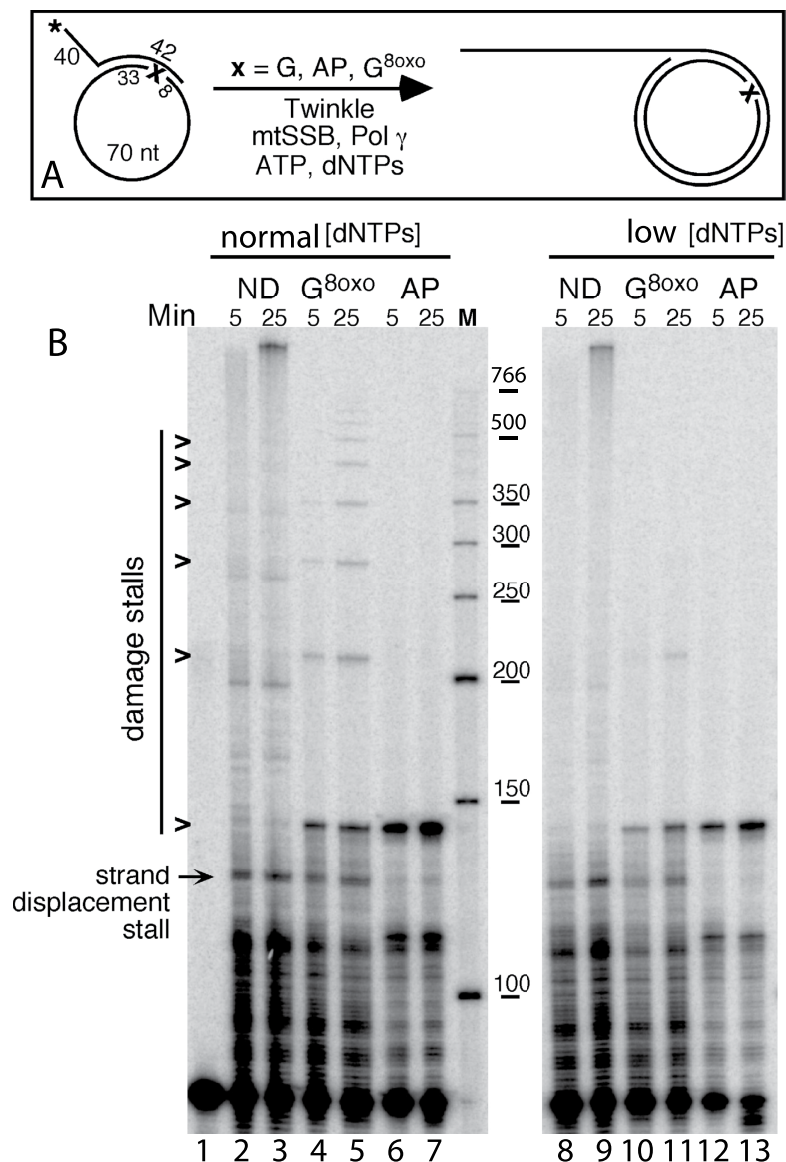 *
40
42
33
x
8
70 nt
A
x = G, AP, G8oxo
Twinkle
mtSSB, Pol γ
ATP, dNTPs
x
normal [dNTPs]
low [dNTPs]
ND G8oxo AP
ND G8oxo AP
Min 5 25 5 25 5 25 M
5 25 5 25 5 25
B
766
500
350
300
250
200
150
100
> > > > > >
damage stalls
strand
displacement
stall
1 2 3 4 5 6 7
8 9 10 11 12 13